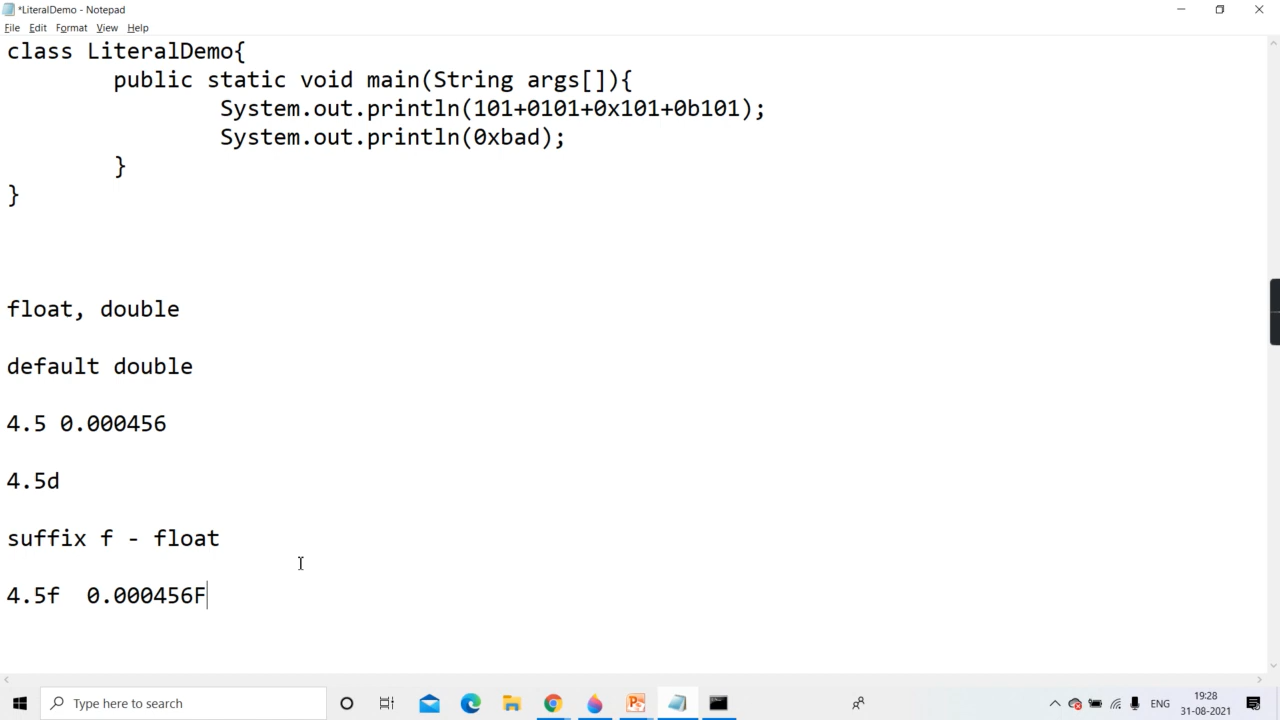 *LiteralDemo - Notepad
File Edit Format View Help
class LiteralDemo{
public static void main(String args[]){
System.out.println(101+0101+0x101+0b101);
System.out.println(0xbad);
}
}
float, double
default double
4.5 0.000456
4.5d
suffix f - float
4.5f 0.000456F
Type here to search
ENG
19:28
31-08-2021